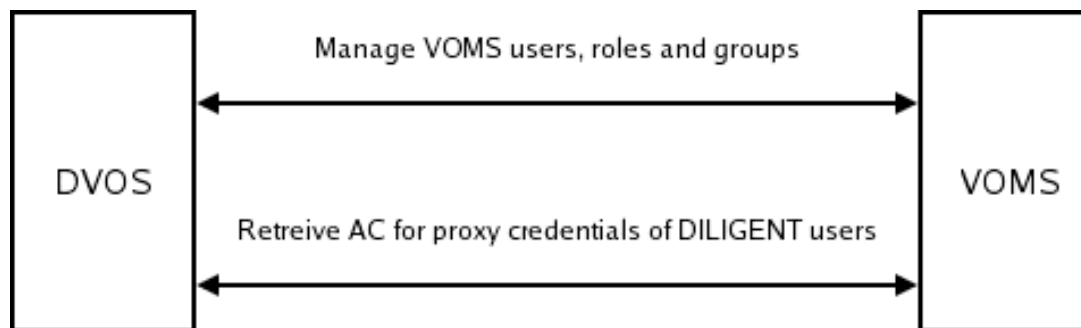 Manage VOMS users, roles and groups
DVOS
VOMS
Retreive AC for proxy credentials of DILIGENT users